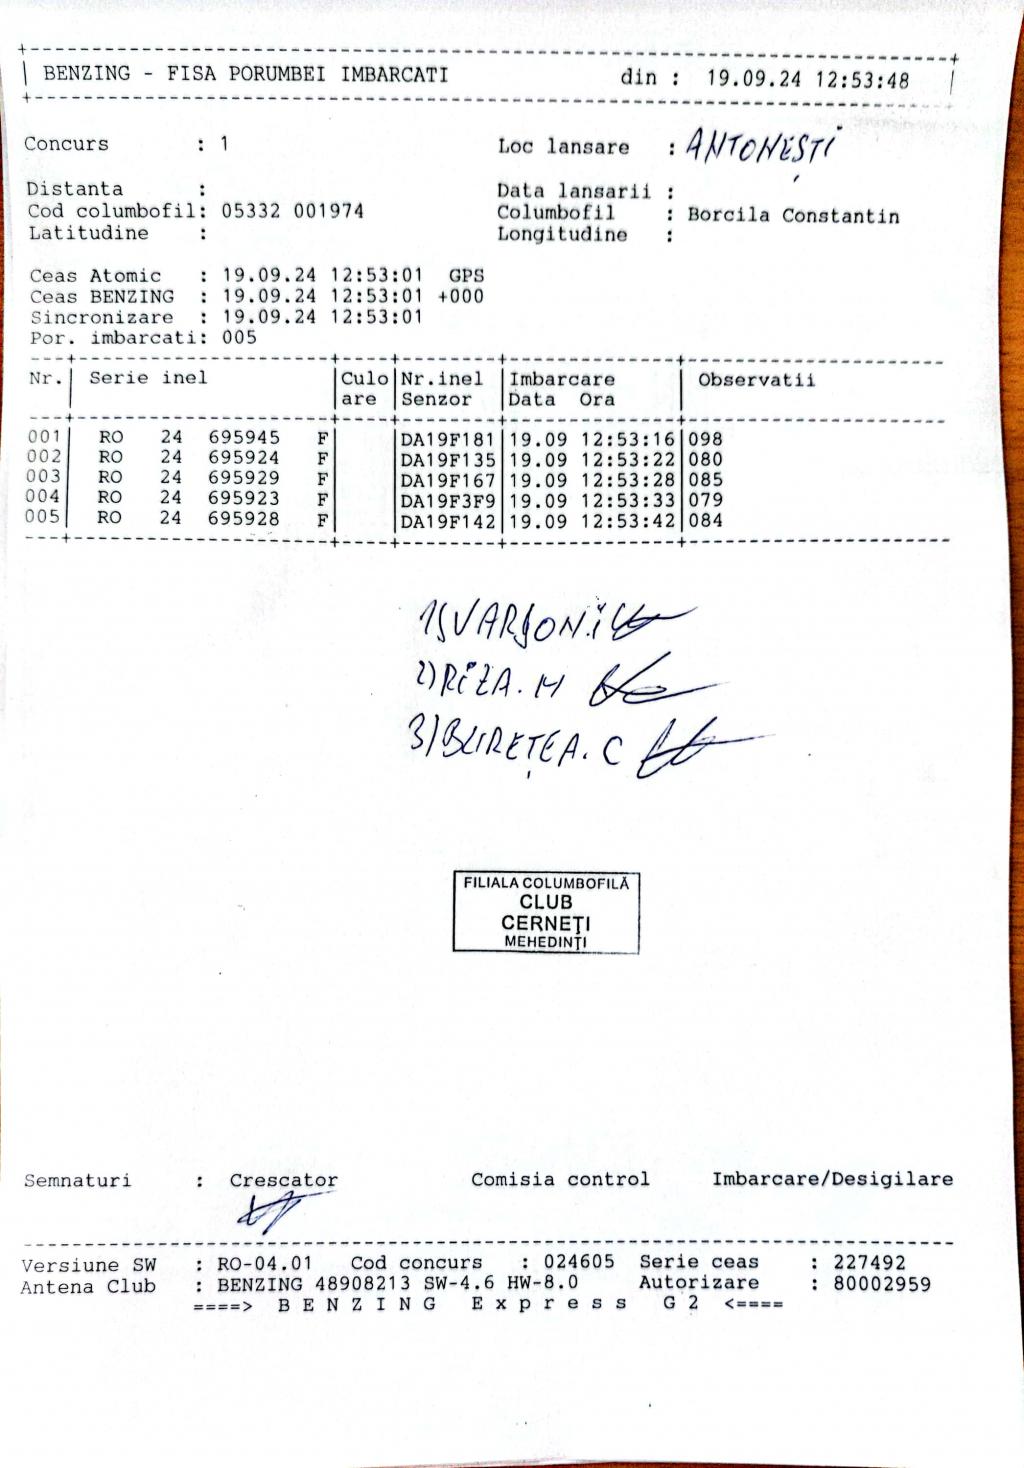 BENZING - FISA PORUMBEI IMBARCATI din : 19.09.24 12:53:48
Concurs : 1 Loc lansare : ANTONEȘTI
Distanta : Data lansarii :
Cod columbofil: 05332 001974 Columbofil : Borcila Constantin
Latitudine : Longitudine :
Ceas Atomic : 19.09.24 12:53:01 GPS
Ceas BENZING : 19.09.24 12:53:01 +000
Sincronizare : 19.09.24 12:53:01
Por. imbarcati: 005
Nr. Serie inel Culo Nr.inel Imbarcare Observatii
are Senzor Data Ora
001 RO 24 695945 F DA19F181 19.09 12:53:16 098
002 RO 24 695924 F DA19F135 19.09 12:53:22 080
003 RO 24 695929 F DA19F167 19.09 12:53:28 085
004 RO 24 695923 F DA19F3F9 19.09 12:53:33 079
005 RO 24 695928 F DA19F142 19.09 12:53:42 084
2) RÎZA. M
3) BUREȚEA. C
FILIALA COLUMBOFILĂ
CLUB
CERNEȚI
MEHEDINȚI
Semnaturi : Crescator Comisia control Imbarcare/Desigilare
Versiune SW : RO-04.01 Cod concurs : 024605 Serie ceas : 227492
Antena Club : BENZING 48908213 SW-4.6 HW-8.0 Autorizare : 80002959
====> B E N Z I N G E x p r e s s G 2 <====